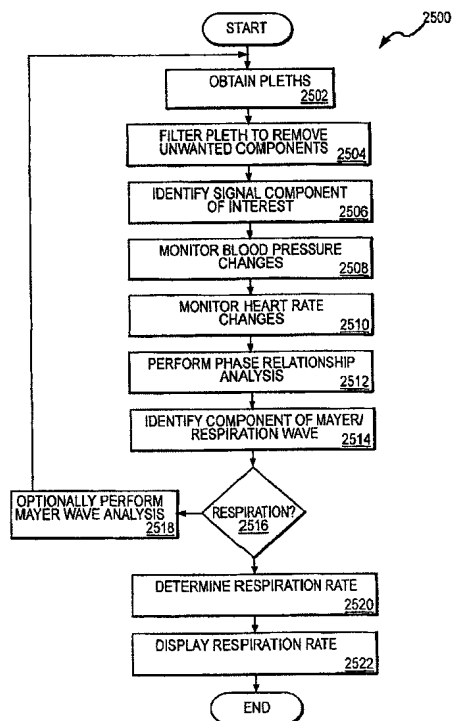 2500
START
OBTAIN PLETHS
2502
FILTER PLETH TO REMOVE
UNWANTED COMPONENTS
2504
IDENTIFY SIGNAL COMPONENT
OF INTEREST
2506
MONITOR BLOOD PRESSURE
CHANGES
2508
MONITOR HEART RATE
CHANGES
2510
PERFORM PHASE RELATIONSHIP
ANALYSIS
2512
IDENTIFY COMPONENT OF MAYER/
RESPIRATION WAVE
2514
RESPIRATION?
2516
OPTIONALLY PERFORM
MAYER WAVE ANALYSIS
2518
DETERMINE RESPIRATION RATE
2520
DISPLAY RESPIRATION RATE
2522
END